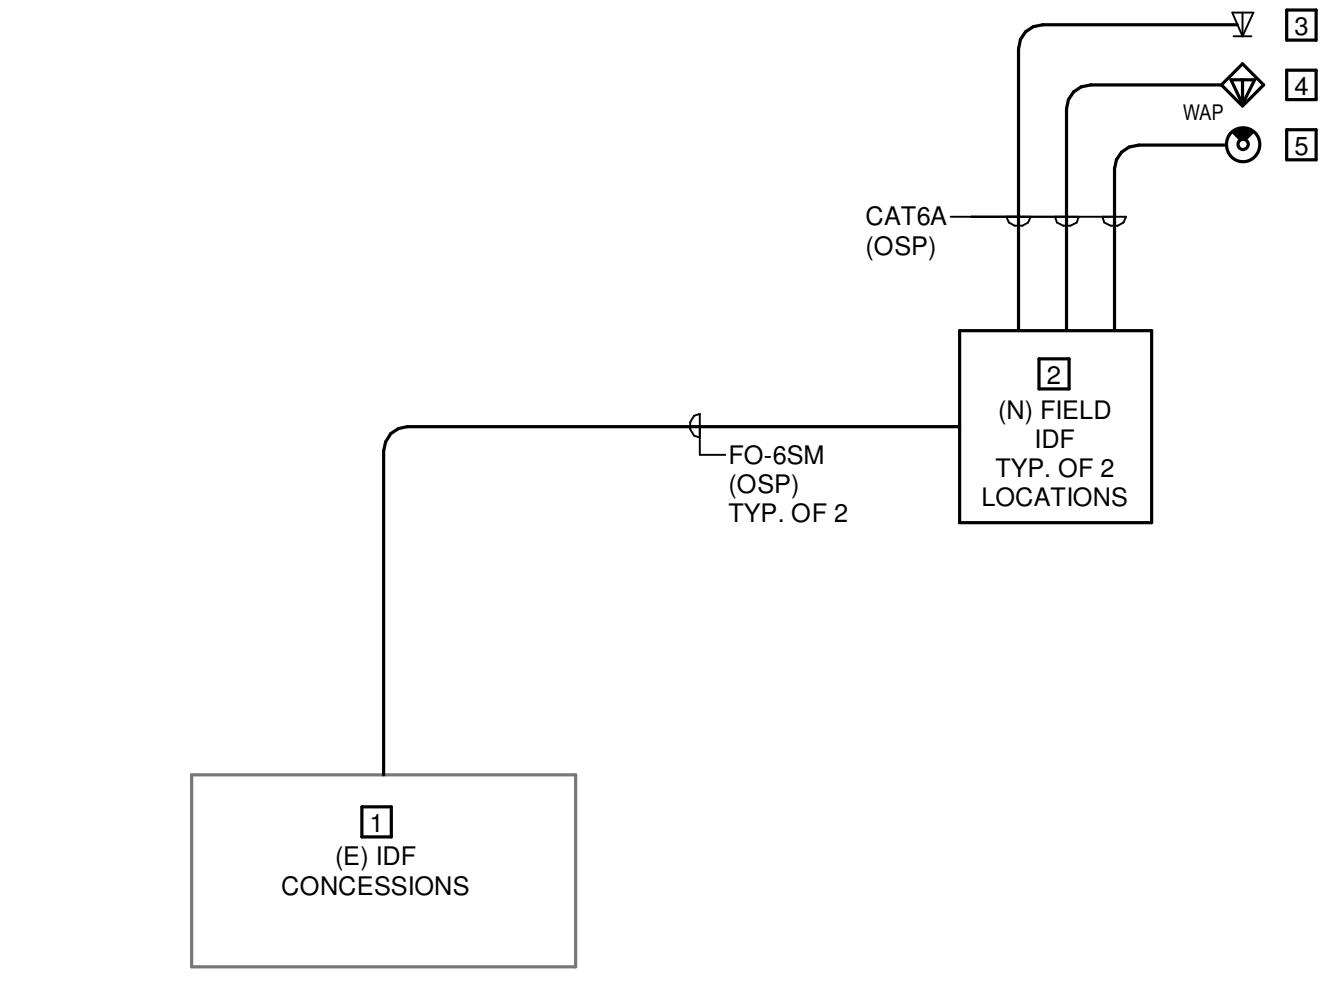 3
4
WAP
5
CAT6A
(OSP)
2
(N) FIELD
IDF
TYP. OF 2
LOCATIONS
FO-6SM
(OSP)
TYP. OF 2
1
(E) IDF
CONCESSIONS